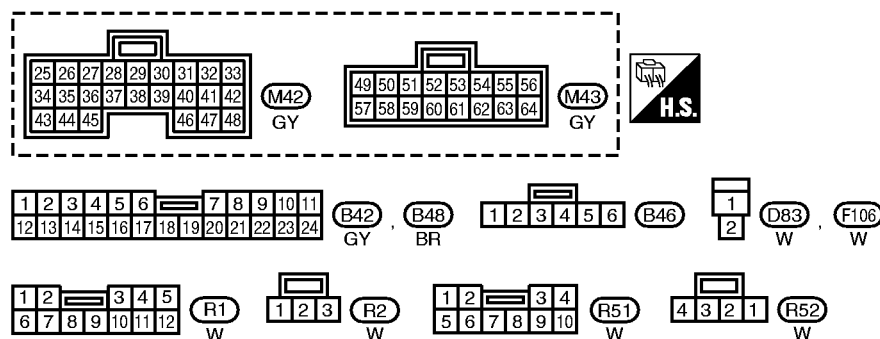 25 26 27 28 29 30 31 32 33
34 35 36 37 38 39 40 41 42
43 44 45 46 47 48
M42
GY
49 50 51 52 53 54 55 56
57 58 59 60 61 62 63 64
M43
GY
H.S.
1 2 3 4 5 6 7 8 9 10 11
12 13 14 15 16 17 18 19 20 21 22 23 24
B42 , B48
GY BR
1 2 3 4 5 6
B46
1
2
D83 , F106
W W
1 2 3 4 5
6 7 8 9 10 11 12
R1
W
1 2 3
R2
W
1 2 3 4
5 6 7 8 9 10
R51
W
4 3 2 1
R52
W